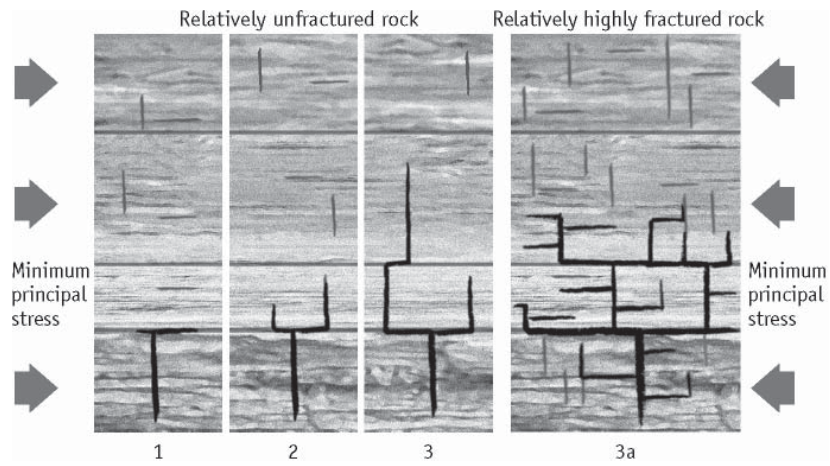 Relatively unfractured rock
Relatively highly fractured rock
Minimum
principal
stress
Minimum
principal
stress
1
2
3
3a